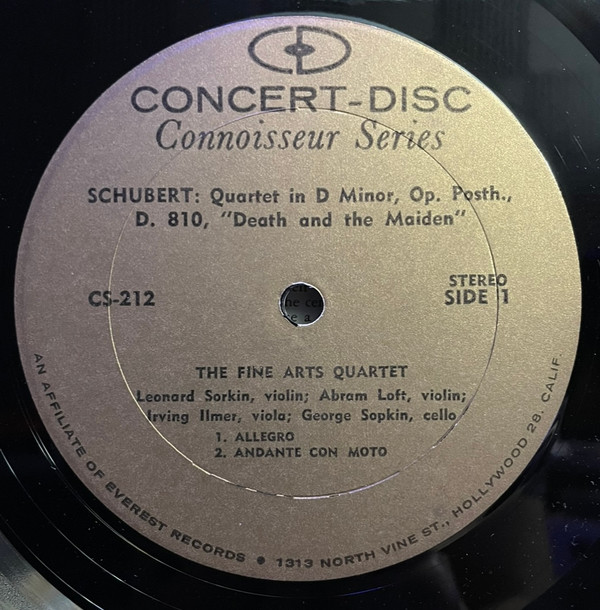 CD
CONCERT-DISC
Connoisseur Series
SCHUBERT: Quartet in D Minor, Op. Posth.,
D. 810, "Death and the Maiden"
CS-212
STEREO
SIDE 1
THE FINE ARTS QUARTET
Leonard Sorkin, violin; Abram Loft, violin;
Irving Ilmer, viola; George Sopkin, cello
1. ALLEGRO
2. ANDANTE CON MOTO
AN AFFILIATE OF EVEREST RECORDS ● 1313 NORTH VINE ST., HOLLYWOOD 28, CALIF.